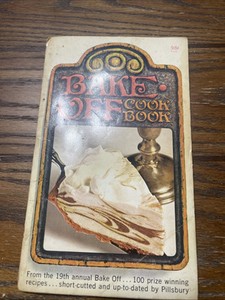 BAKE·
OFF COOK
BOOK
From the 19th annual Bake Off... 100 prize winning
recipes... short-cutted and up-to-dated by Pillsbury